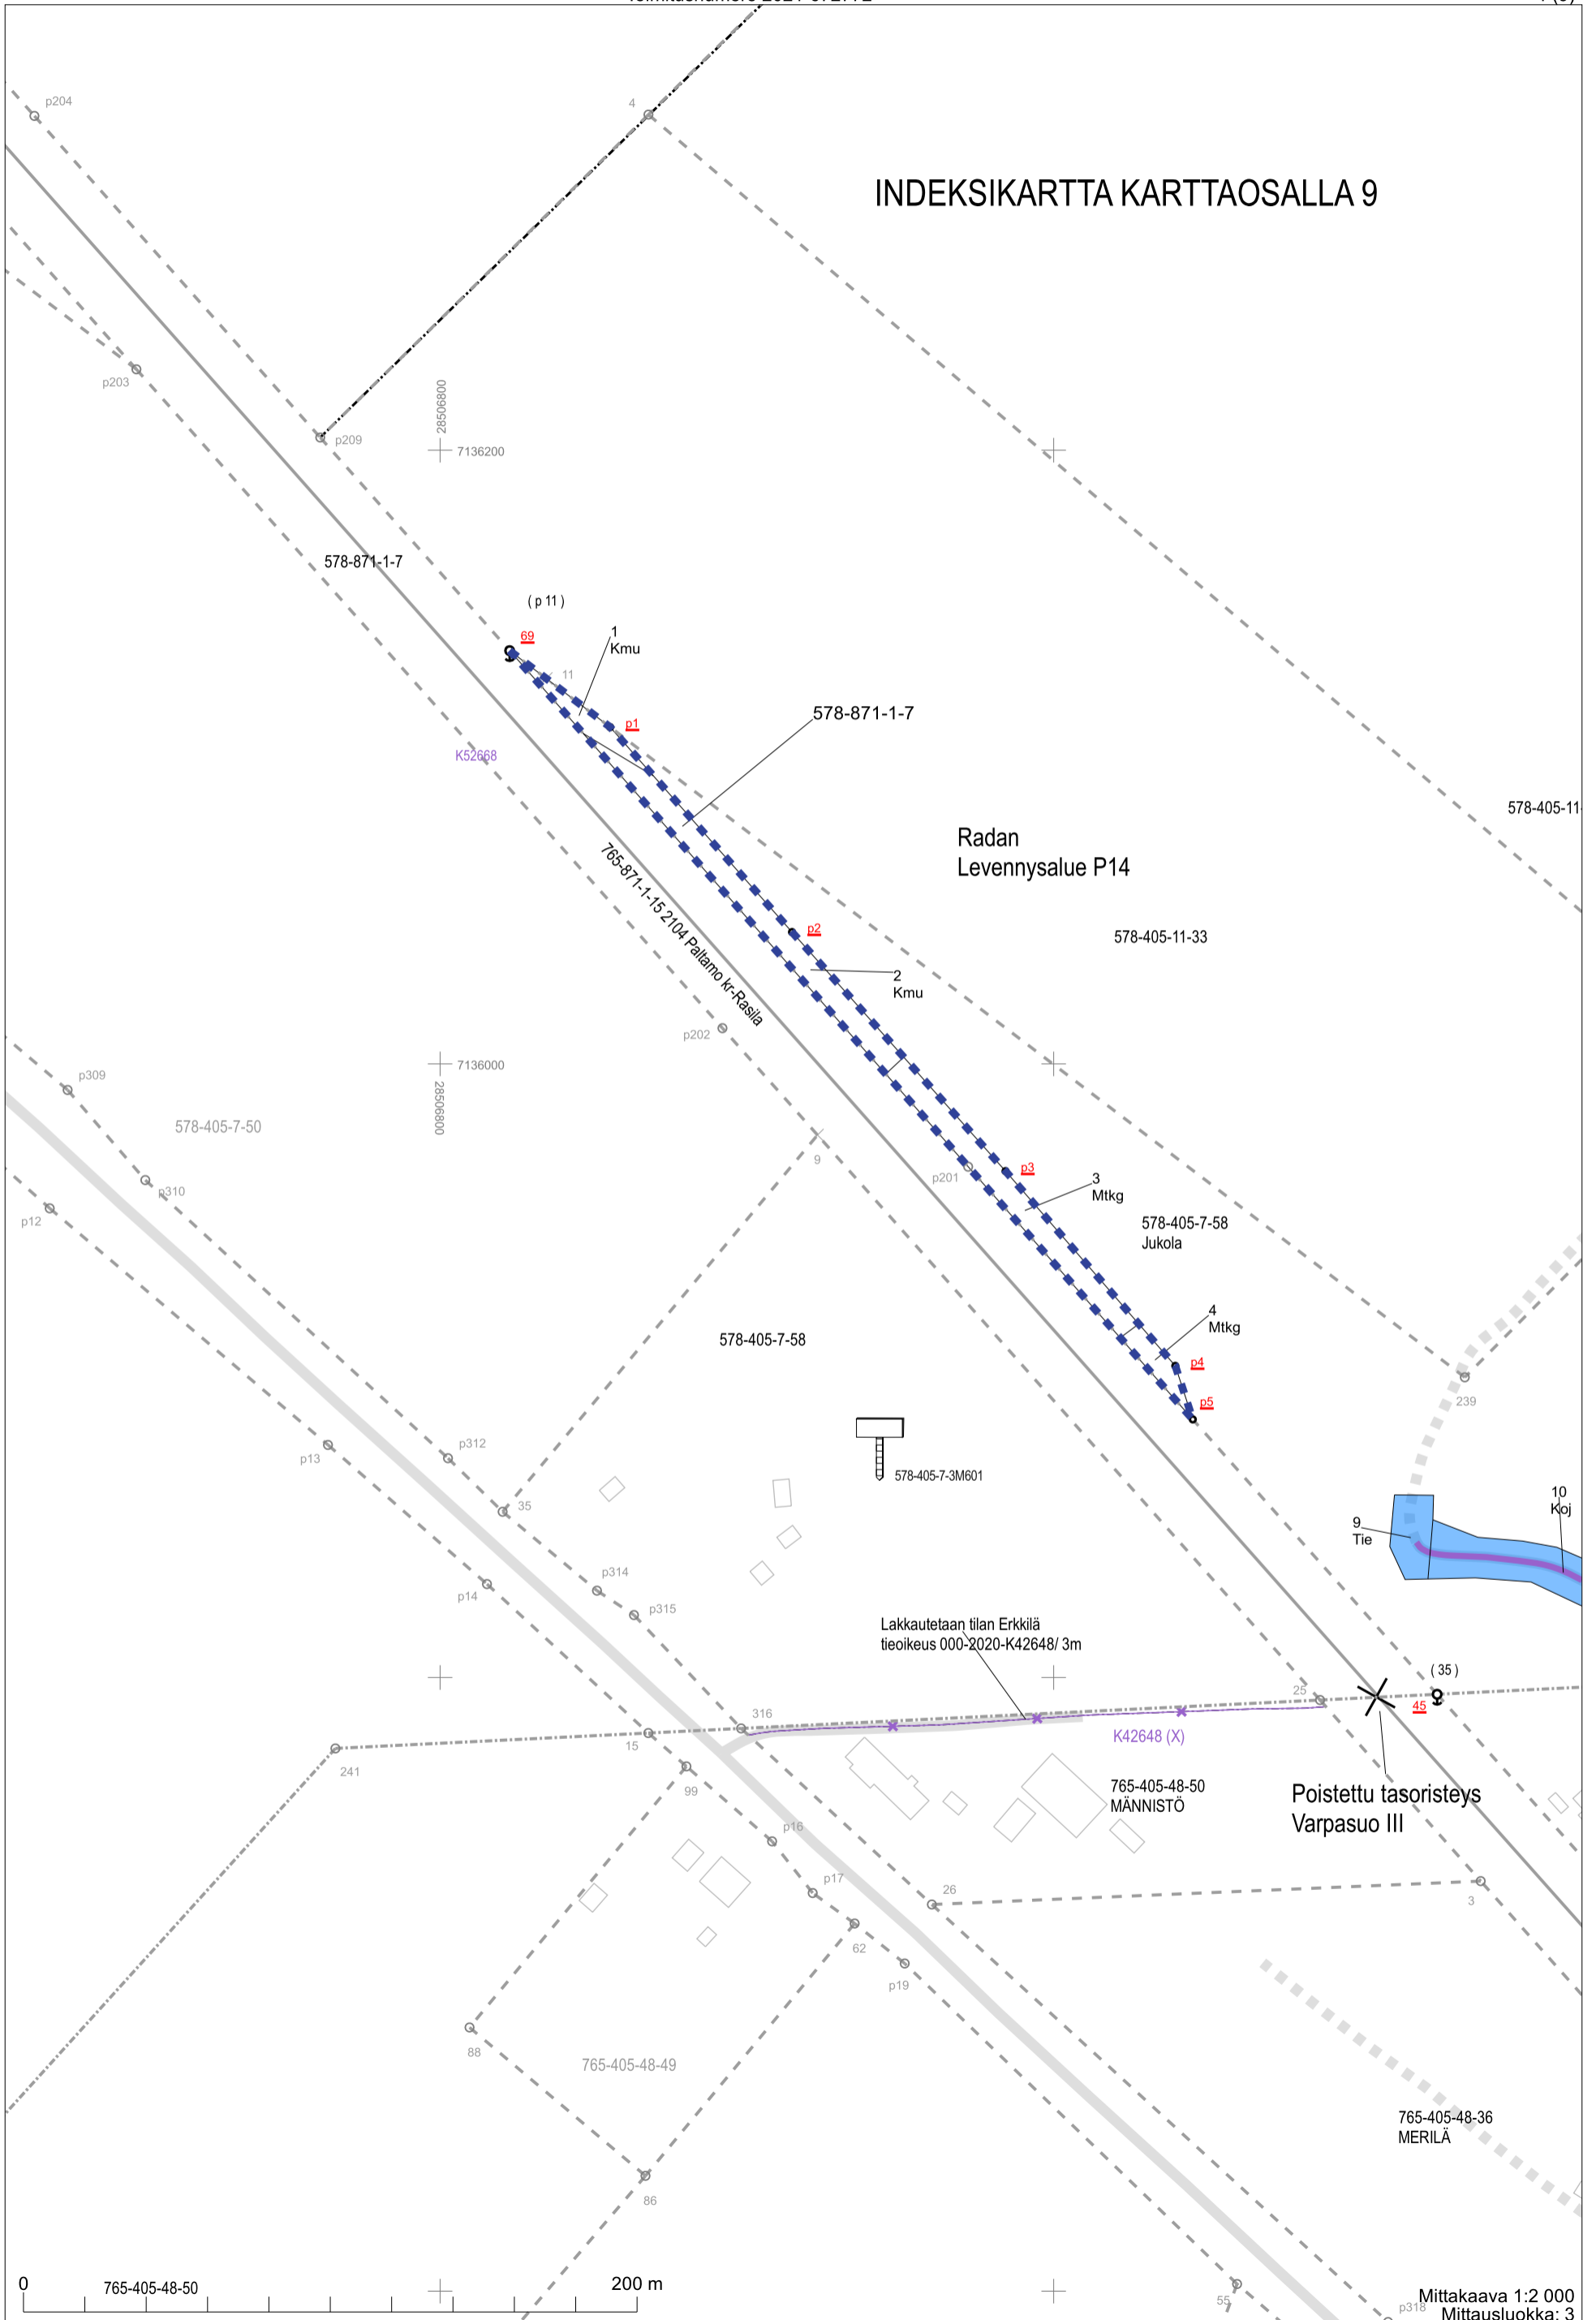 p204
4
INDEKSIKARTTA KARTTAOSALLA 9
p203
28506800
p209
7136200
578-871-1-7
( p 11 )
69
1
Kmu
11
p1
578-871-1-7
K52668
578-405-11
Radan
Levennysalue P14
765-871-1-15 2104 Paltamo kr-Rasila
p2
578-405-11-33
2
Kmu
p202
7136000
p309
28506800
578-405-7-50
9
p201
p3
3
Mtkg
p310
p12
578-405-7-58
Jukola
4
Mtkg
578-405-7-58
p4
p5
239
p312
p13
578-405-7-3M601
35
10
Koj
9
Tie
p314
p14
p315
Lakkautetaan tilan Erkkilä
tieoikeus 000-2020-K42648/ 3m
( 35 )
25
45
316
15
K42648 (X)
241
99
765-405-48-50
MÄNNISTÖ
Poistettu tasoristeys
Varpasuo III
p16
p17
26
3
62
p19
88
765-405-48-49
765-405-48-36
MERILÄ
86
0
765-405-48-50
200 m
55
p318
Mittakaava 1:2 000
Mittausluokka: 3